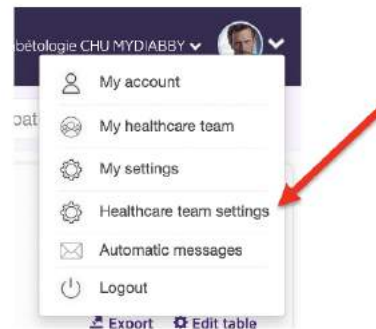 bétologie CHU MYDIABBY
My account
pat
My healthcare team
My settings
Healthcare team settings
Automatic messages
Logout
Export Edit table